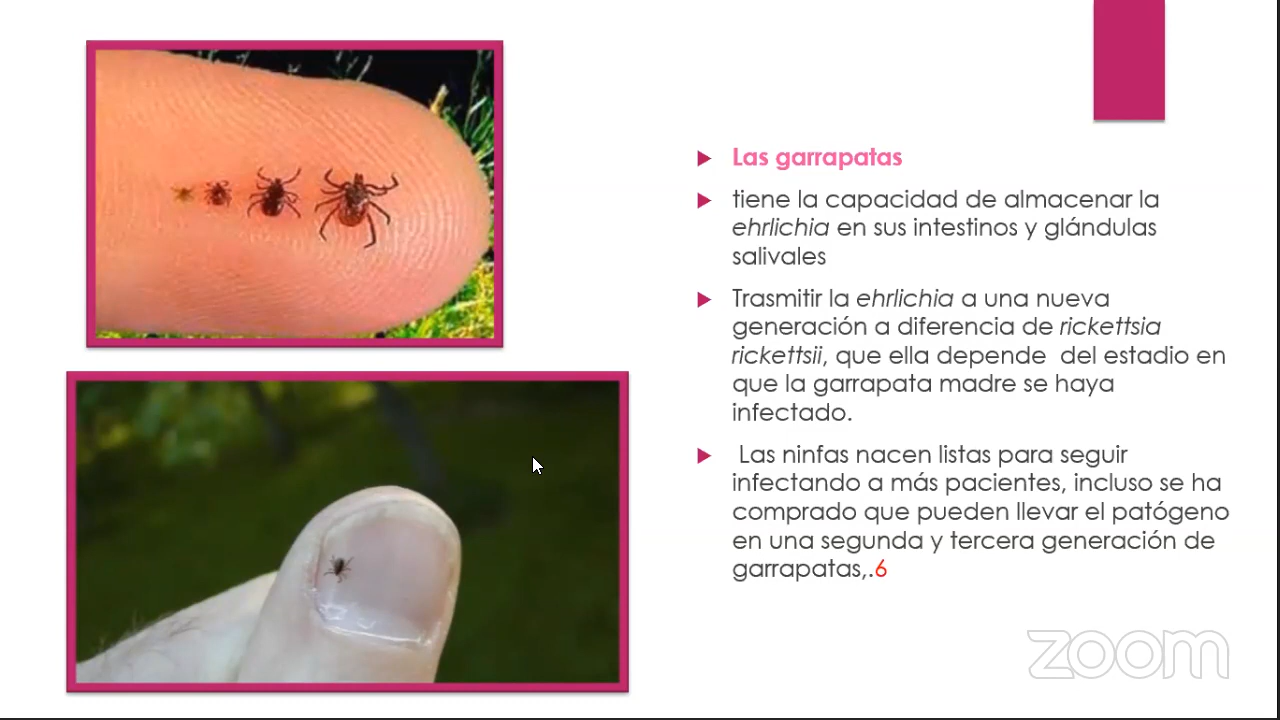 Las garrapatas
tiene la capacidad de almacenar la
ehrlichia en sus intestinos y glándulas
salivales
Trasmitir la ehrlichia a una nueva
generación a diferencia de rickettsia
rickettsii, que ella depende del estadio en
que la garrapata madre se haya
infectado.
Las ninfas nacen listas para seguir
infectando a más pacientes, incluso se ha
comprado que pueden llevar el patógeno
en una segunda y tercera generación de
garrapatas,.6
zoom